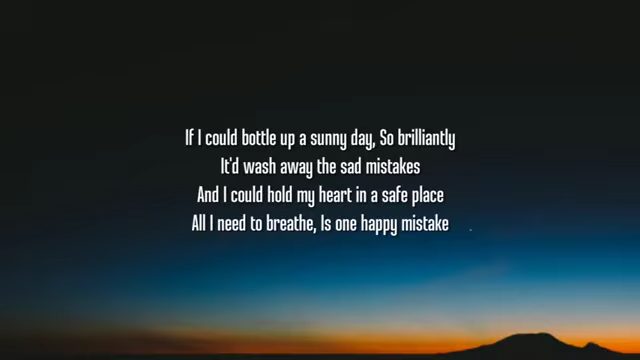 If I could bottle up a sunny day, So brilliantly
It'd wash away the sad mistakes
And I could hold my heart in a safe place
All I need to breathe, Is one happy mistake